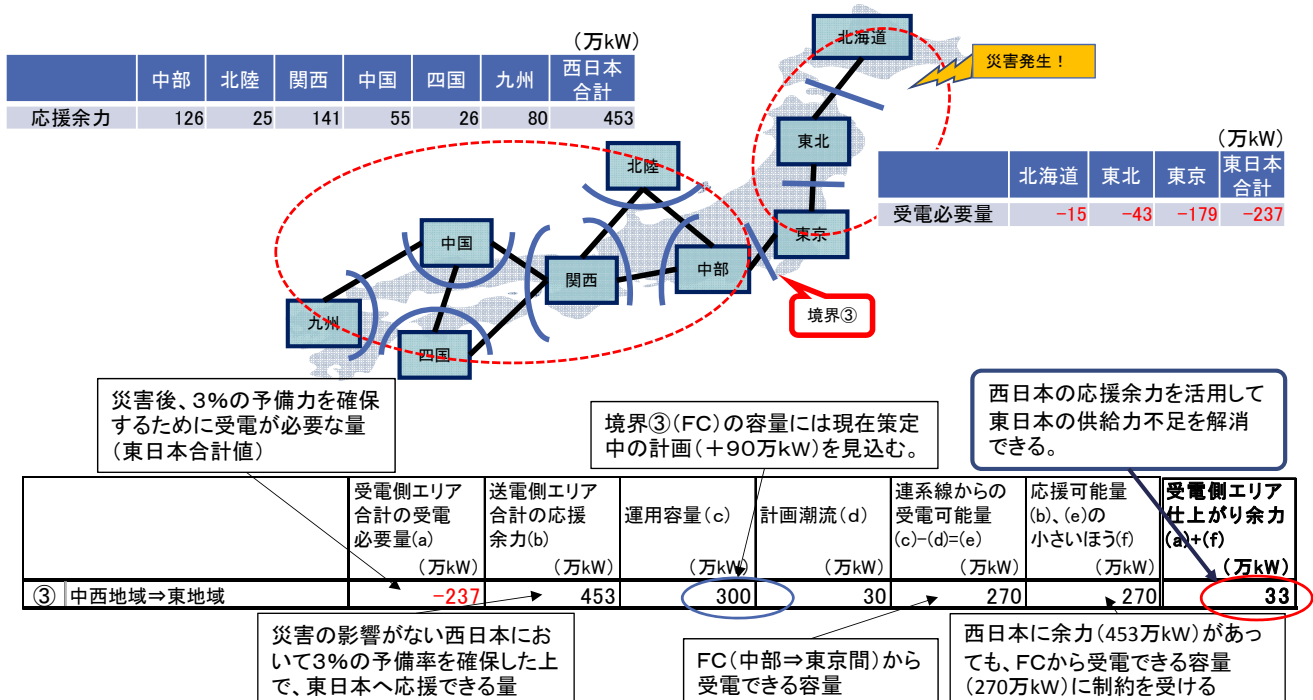 (万kW)
中部 北陸 関西 中国 四国 九州 西日本
合計
応援余力 126 25 141 55 26 80 453
北海道
災害発生！
東北
(万kW)
北海道 東北 東京 東日本
合計
受電必要量 -15 -43 -179 -237
北陸
東京
中国
関西
中部
九州
四国
境界③
災害後、3%の予備力を確保
するために受電が必要な量
(東日本合計値)
境界③(FC)の容量には現在策定
中の計画(+90万kW)を見込む。
西日本の応援余力を活用して
東日本の供給力不足を解消
できる。
受電側エリア
合計の受電
必要量(a)
(万kW)
送電側エリア
合計の応援
余力(b)
(万kW)
運用容量(c)
(万kW)
計画潮流(d)
(万kW)
連系線からの
受電可能量
(c)-(d)=(e)
(万kW)
応援可能量
(b)、(e)の
小さいほう(f)
(万kW)
受電側エリア
仕上がり余力
(a)+(f)
(万kW)
③ 中西地域⇒東地域 -237 453 300 30 270 270 33
災害の影響がない西日本にお
いて3%の予備率を確保した上
で、東日本へ応援できる量
FC(中部⇒東京間)から
受電できる容量
西日本に余力(453万kW)があっ
ても、FCから受電できる容量
(270万kW)に制約を受ける